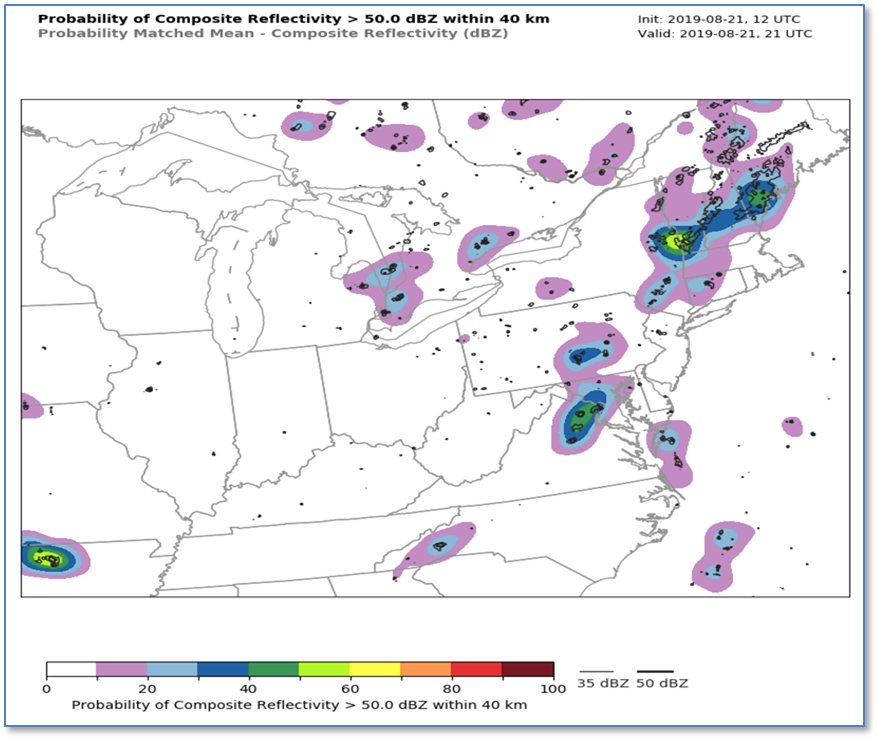 Probability of Composite Reflectivity > 50.0 dBZ within 40 km
Init: 2019-08-21, 12 UTC
Probability Matched Mean - Composite Reflectivity (dBZ)
Valid: 2019-08-21, 21 UTC
0 20 40 60 80 100
35 dBZ 50 dBZ
Probability of Composite Reflectivity > 50.0 dBZ within 40 km